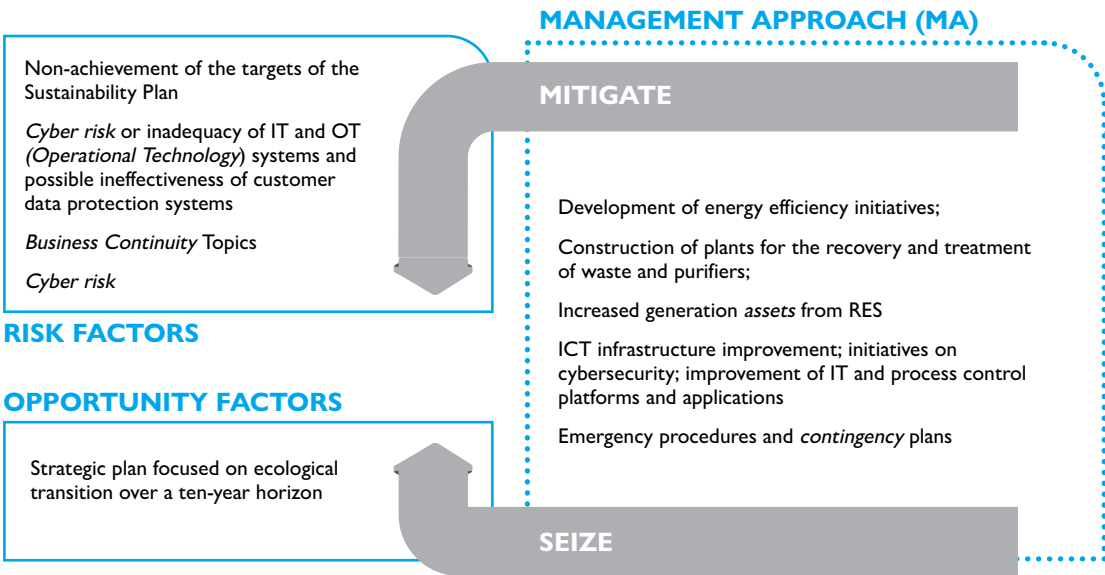 MANAGEMENT APPROACH (MA)
Non-achievement of the targets of the
Sustainability Plan
Cyber risk or inadequacy of IT and OT
(Operational Technology) systems and
possible ineffectiveness of customer
data protection systems
Business Continuity Topics
Cyber risk
RISK FACTORS
OPPORTUNITY FACTORS
Strategic plan focused on ecological
transition over a ten-year horizon
MITIGATE
Development of energy efficiency initiatives;
Construction of plants for the recovery and treatment
of waste and purifiers;
Increased generation assets from RES
ICT infrastructure improvement; initiatives on
cybersecurity; improvement of IT and process control
platforms and applications
Emergency procedures and contingency plans
SEIZE